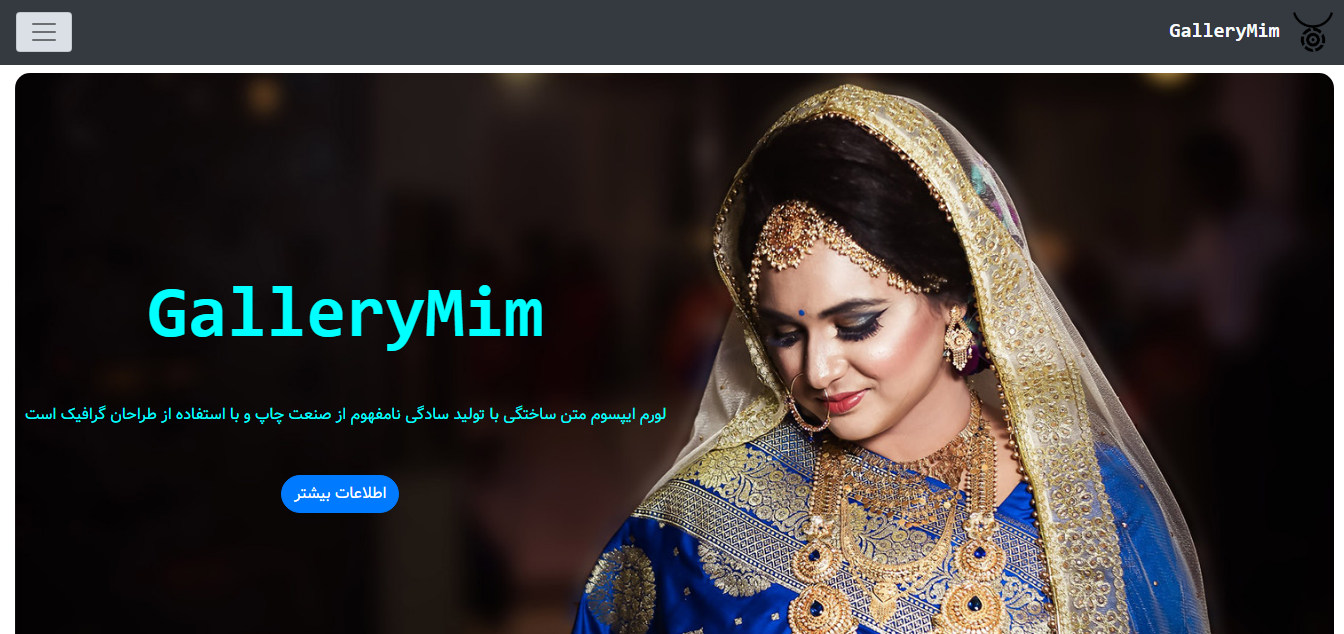 GalleryMim
GalleryMim
لورم ایپسوم متن ساختگی با تولید سادگی نامفهوم از صنعت چاپ و با استفاده از طراحان گرافیک است
اطلاعات بیشتر